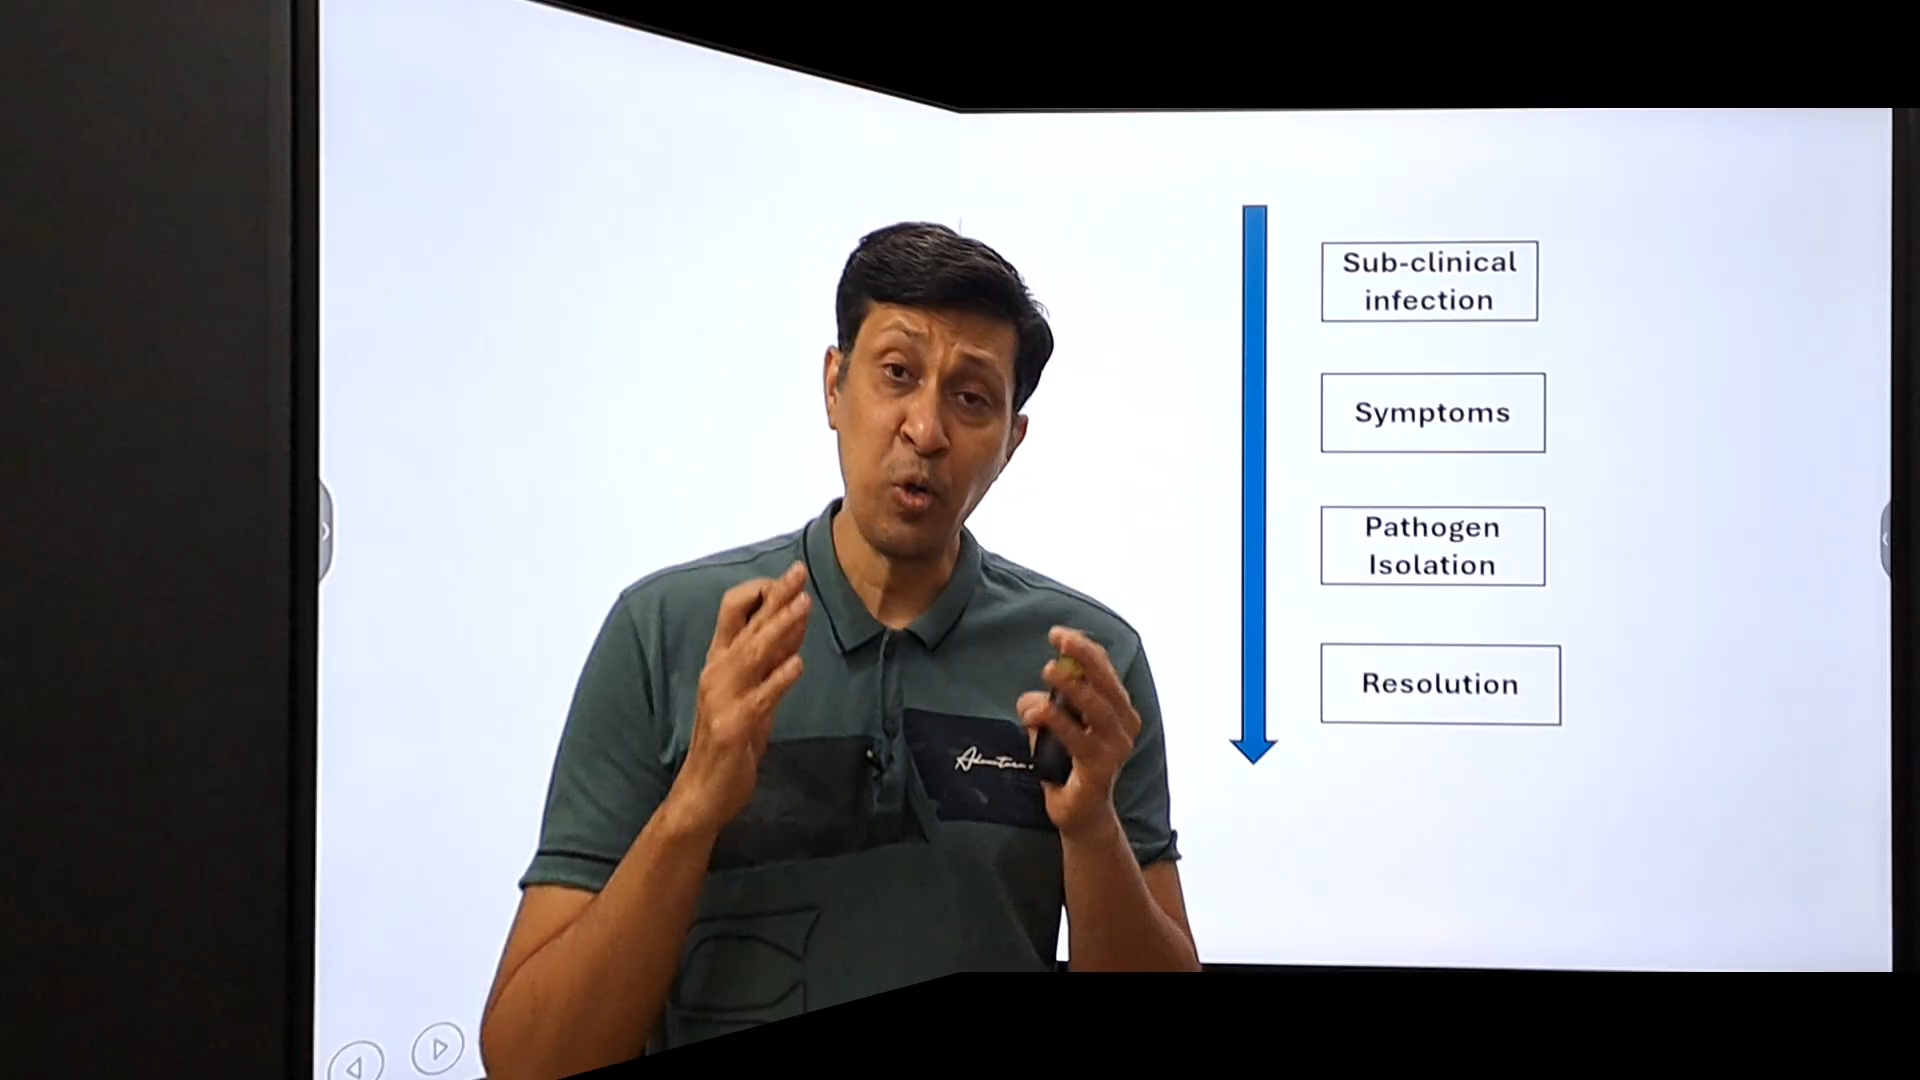 Sub-clinical
infection
Symptoms
Pathogen
Isolation
Resolution